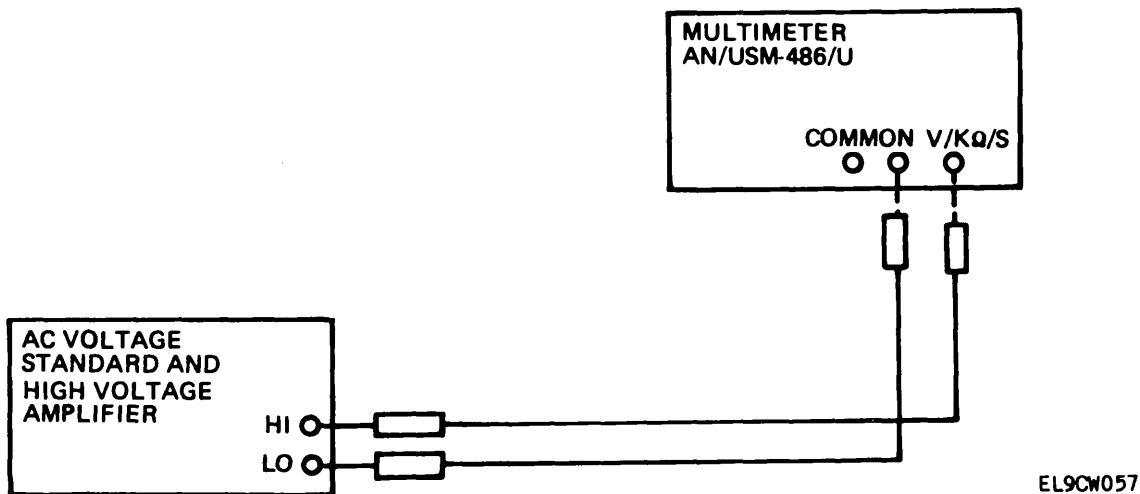 MULTIMETER
AN/USM-486/U
COMMON V/KΩ/S
AC VOLTAGE
STANDARD AND
HIGH VOLTAGE
AMPLIFIER
HI
LO
EL9CW057